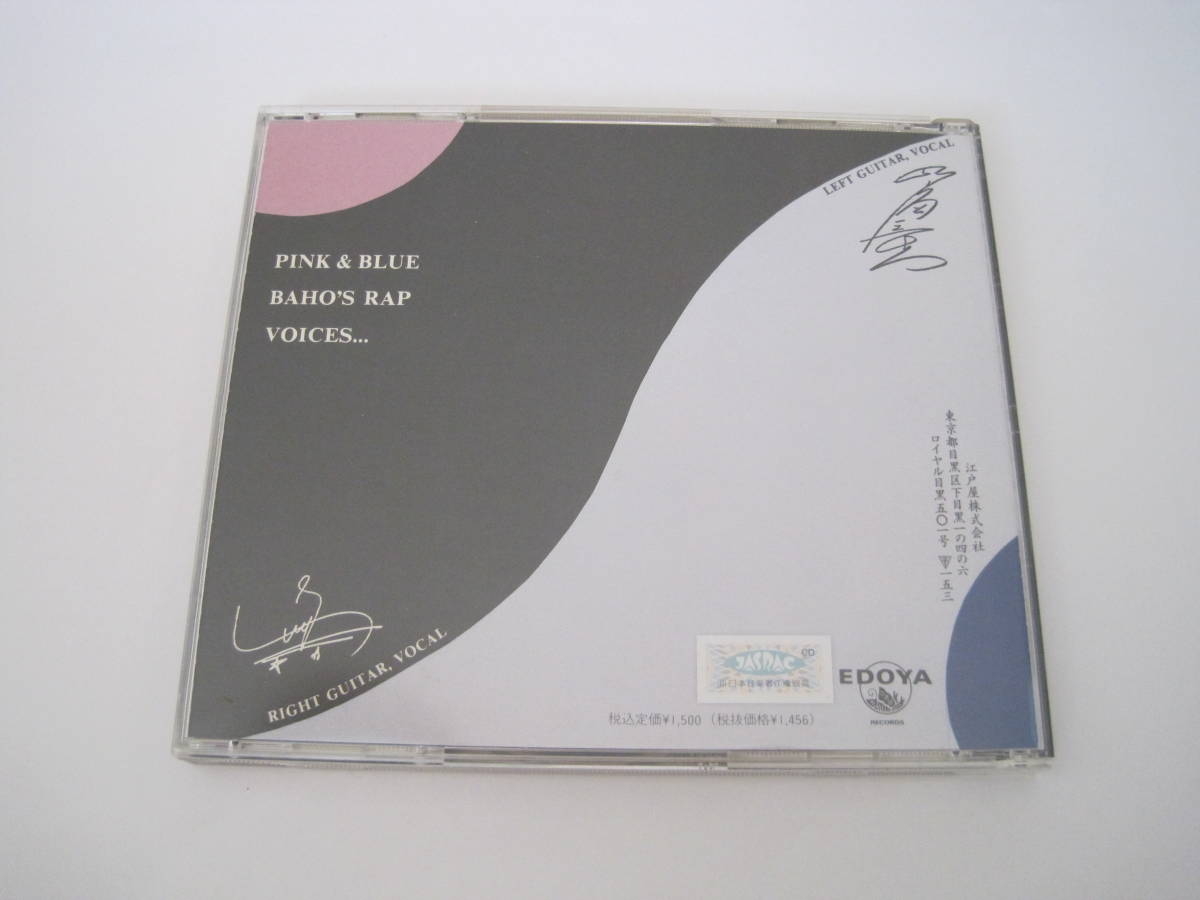 PINK & BLUE
BAHO'S RAP
VOICES...
LEFT GUITAR, VOCAL
江戸屋株式会社
東京都目黒区下目黒一の四の六
ロイヤル目黒五〇一号 〒一五三
RIGHT GUITAR, VOCAL
CD
JASRAC
EDOYA
RECORDS
税込定価¥1,500(税抜価格¥1,456)